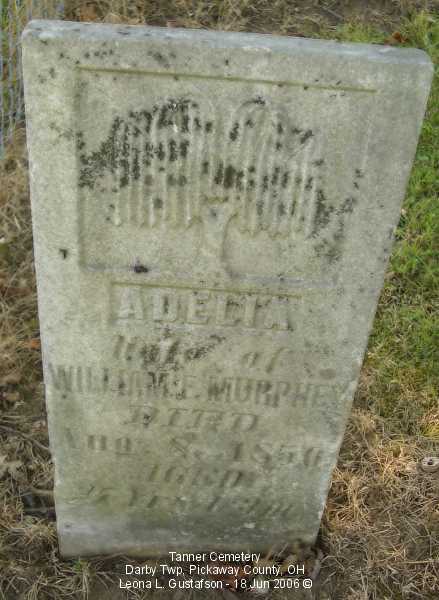 ADELIA
Wife of
WILLIAM F. MURPHEY
DIED
Aug. 8, 1856
Tanner Cemetery
Darby Twp, Pickaway County, OH
Leona L. Gustafson - 18 Jun 2006 ©